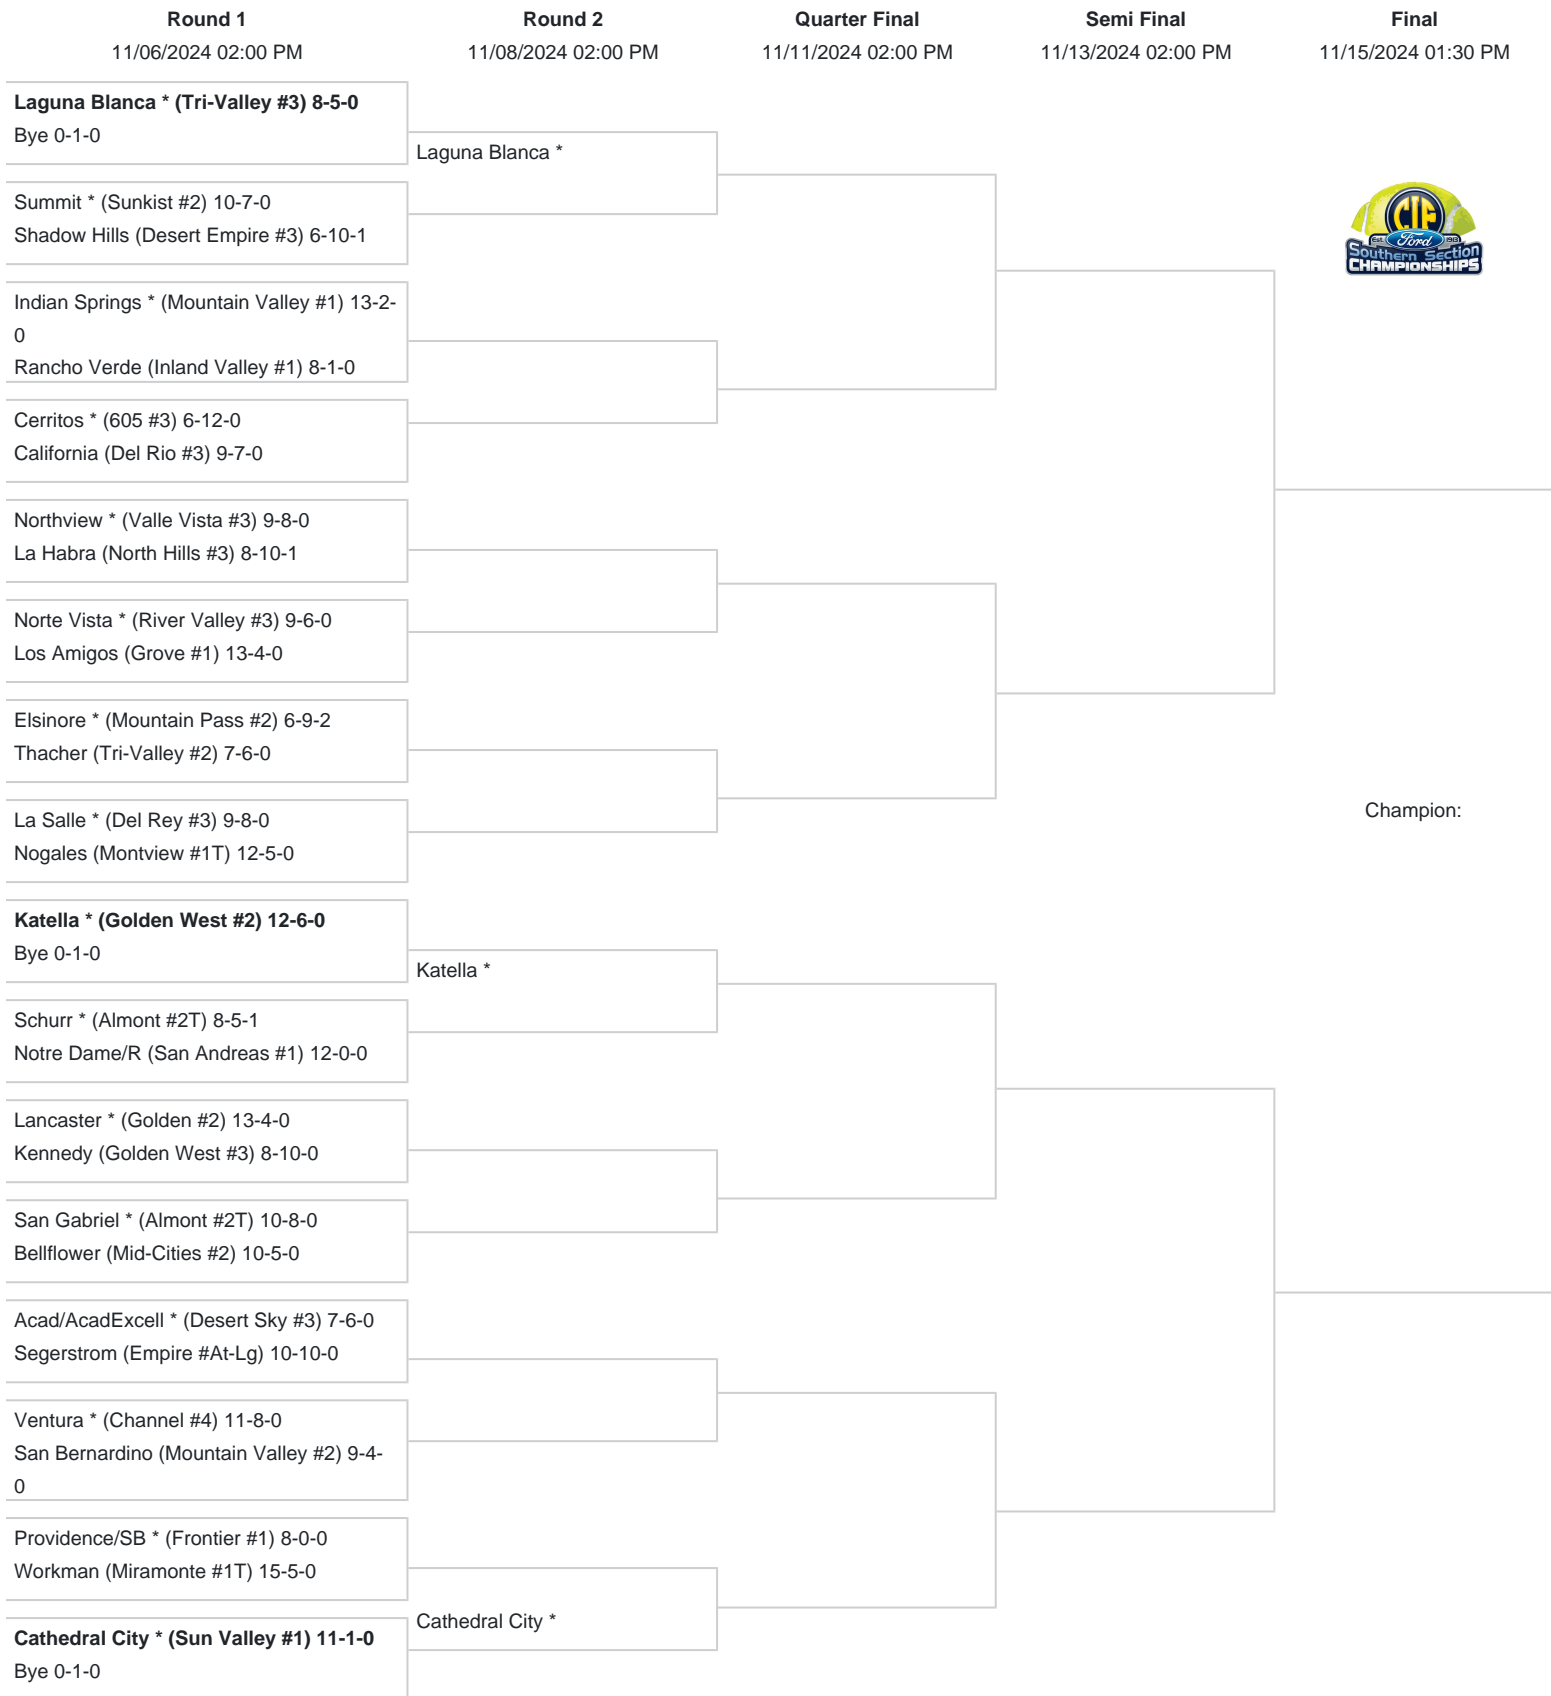 Round 1
11/06/2024 02:00 PM
Round 2
11/08/2024 02:00 PM
Quarter Final
11/11/2024 02:00 PM
Semi Final
11/13/2024 02:00 PM
Final
11/15/2024 01:30 PM
Laguna Blanca * (Tri-Valley #3) 8-5-0
Bye 0-1-0
Summit * (Sunkist #2) 10-7-0
Shadow Hills (Desert Empire #3) 6-10-1
Indian Springs * (Mountain Valley #1) 13-2-
0
Rancho Verde (Inland Valley #1) 8-1-0
Cerritos * (605 #3) 6-12-0
California (Del Rio #3) 9-7-0
Northview * (Valle Vista #3) 9-8-0
La Habra (North Hills #3) 8-10-1
Norte Vista * (River Valley #3) 9-6-0
Los Amigos (Grove #1) 13-4-0
Elsinore * (Mountain Pass #2) 6-9-2
Thacher (Tri-Valley #2) 7-6-0
La Salle * (Del Rey #3) 9-8-0
Nogales (Montview #1T) 12-5-0
Katella * (Golden West #2) 12-6-0
Bye 0-1-0
Schurr * (Almont #2T) 8-5-1
Notre Dame/R (San Andreas #1) 12-0-0
Lancaster * (Golden #2) 13-4-0
Kennedy (Golden West #3) 8-10-0
San Gabriel * (Almont #2T) 10-8-0
Bellflower (Mid-Cities #2) 10-5-0
Acad/AcadExcell * (Desert Sky #3) 7-6-0
Segerstrom (Empire #At-Lg) 10-10-0
Ventura * (Channel #4) 11-8-0
San Bernardino (Mountain Valley #2) 9-4-
0
Providence/SB * (Frontier #1) 8-0-0
Workman (Miramonte #1T) 15-5-0
Cathedral City * (Sun Valley #1) 11-1-0
Bye 0-1-0
Laguna Blanca *
Katella *
Cathedral City *
CIF
Est. Ford 1913
Southern Section
CHAMPIONSHIPS
Champion: